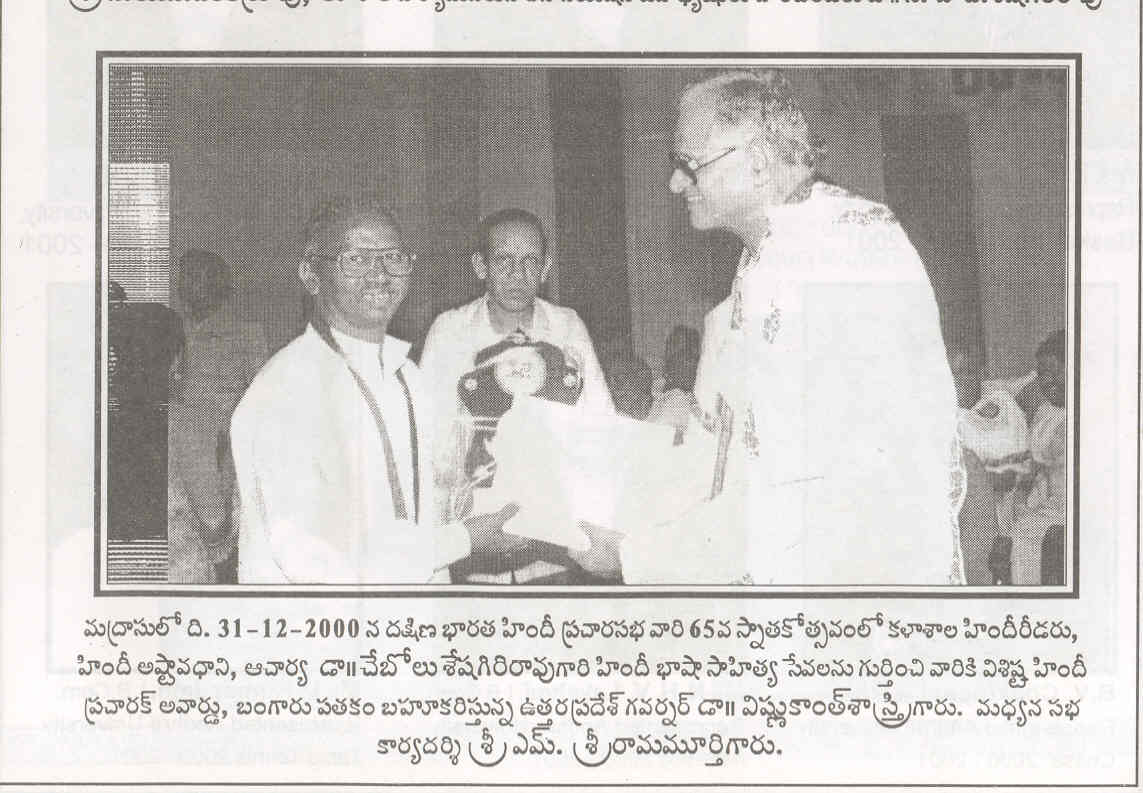 మద్రాసులో ది. 31-12-2000 న దక్షిణ భారత హిందీ ప్రచారసభ వారి 65వ స్నాతకోత్సవంలో కళాశాల హిందీరీడరు,
హిందీ అష్టావధాని, ఆచార్య డా॥ చేబోలు శేషగిరిరావుగారి హిందీ భాషా సాహిత్య సేవలను గుర్తించి వారికి విశిష్ట హిందీ
ప్రచారక్ అవార్డు, బంగారు పతకం బహూకరిస్తున్న ఉత్తరప్రదేశ్ గవర్నర్ డా॥ విష్ణుకాంత్‌శాస్త్రిగారు. మధ్యన సభ
కార్యదర్శి శ్రీ ఎమ్. శ్రీరామమూర్తిగారు.